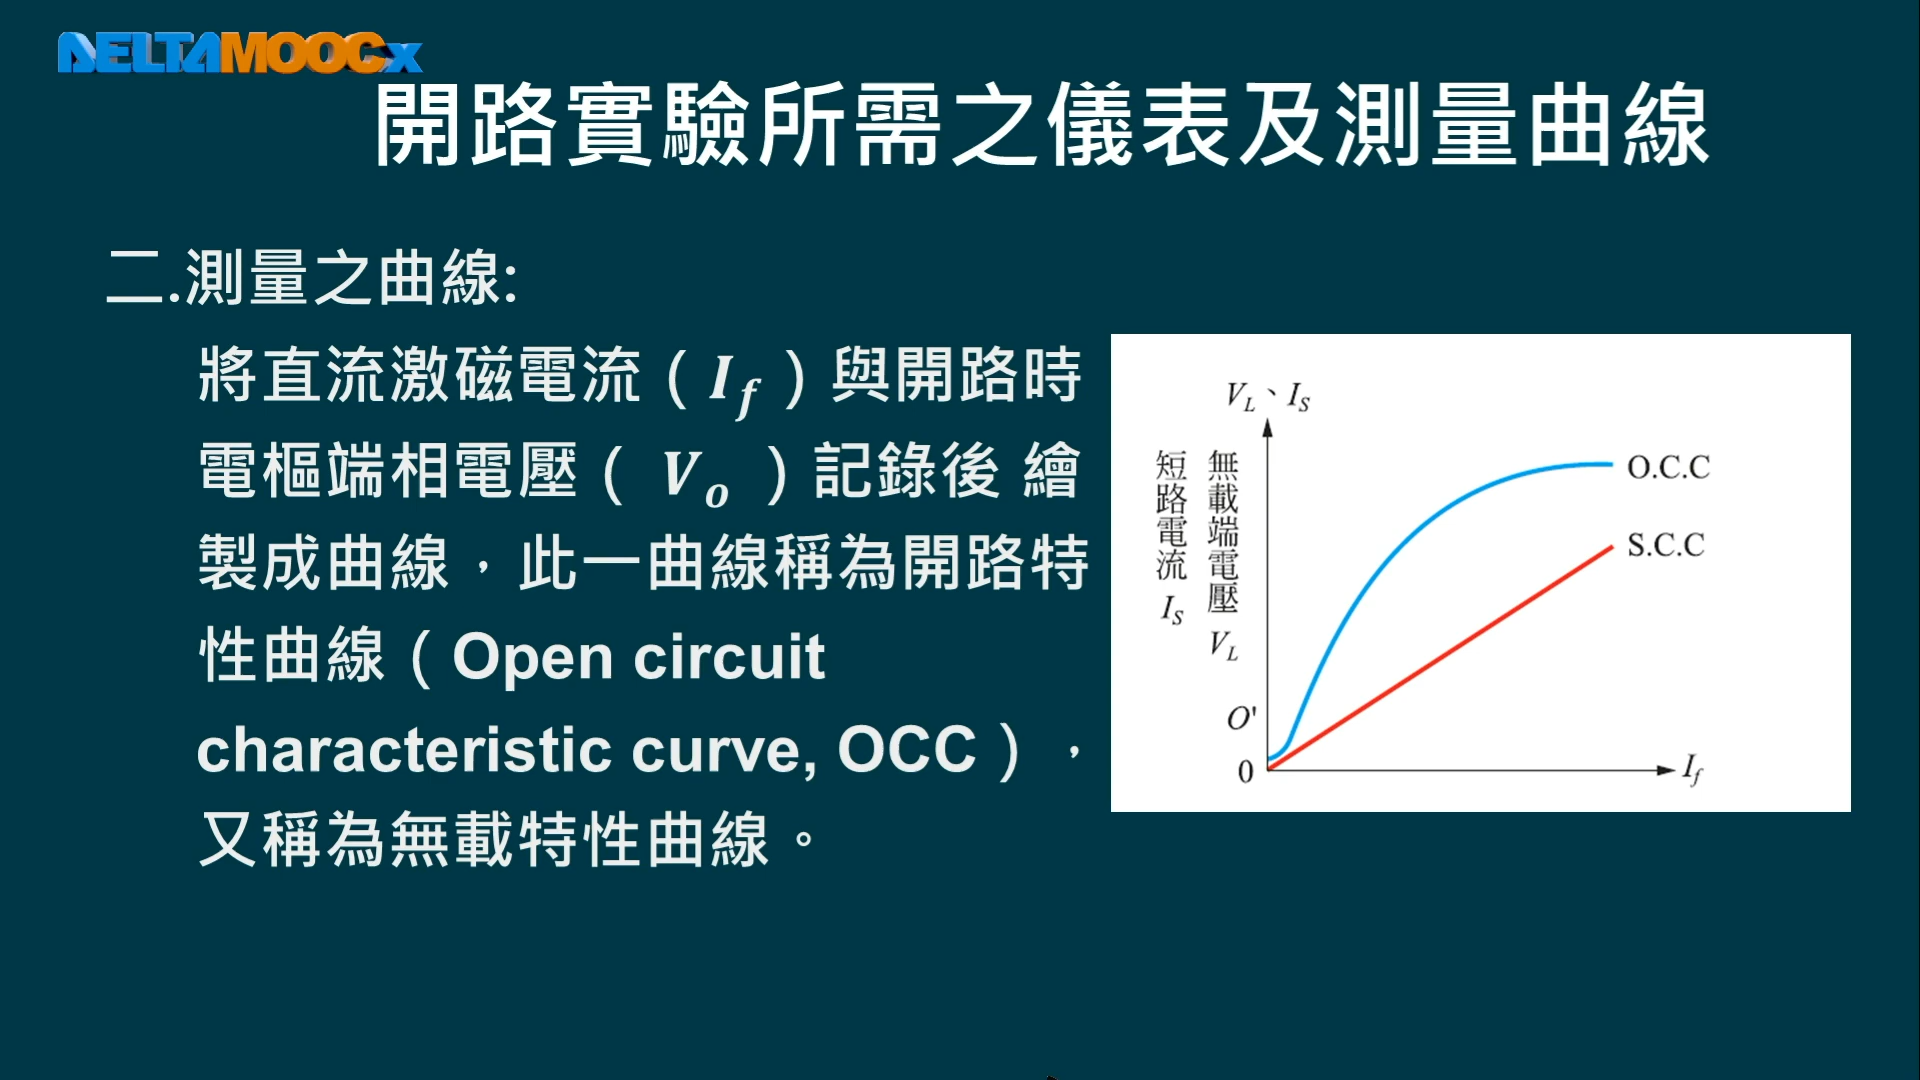 DELTAMOOCx
開路實驗所需之儀表及測量曲線
二.測量之曲線:
將直流激磁電流（I_f）與開路時
電樞端相電壓（ V_o ）記錄後 繪
製成曲線，此一曲線稱為開路特
性曲線（Open circuit
characteristic curve, OCC），
又稱為無載特性曲線。
V_L、I_S
短路電流 I_S
無載端電壓 V_L
O.C.C
S.C.C
O'
0
I_f